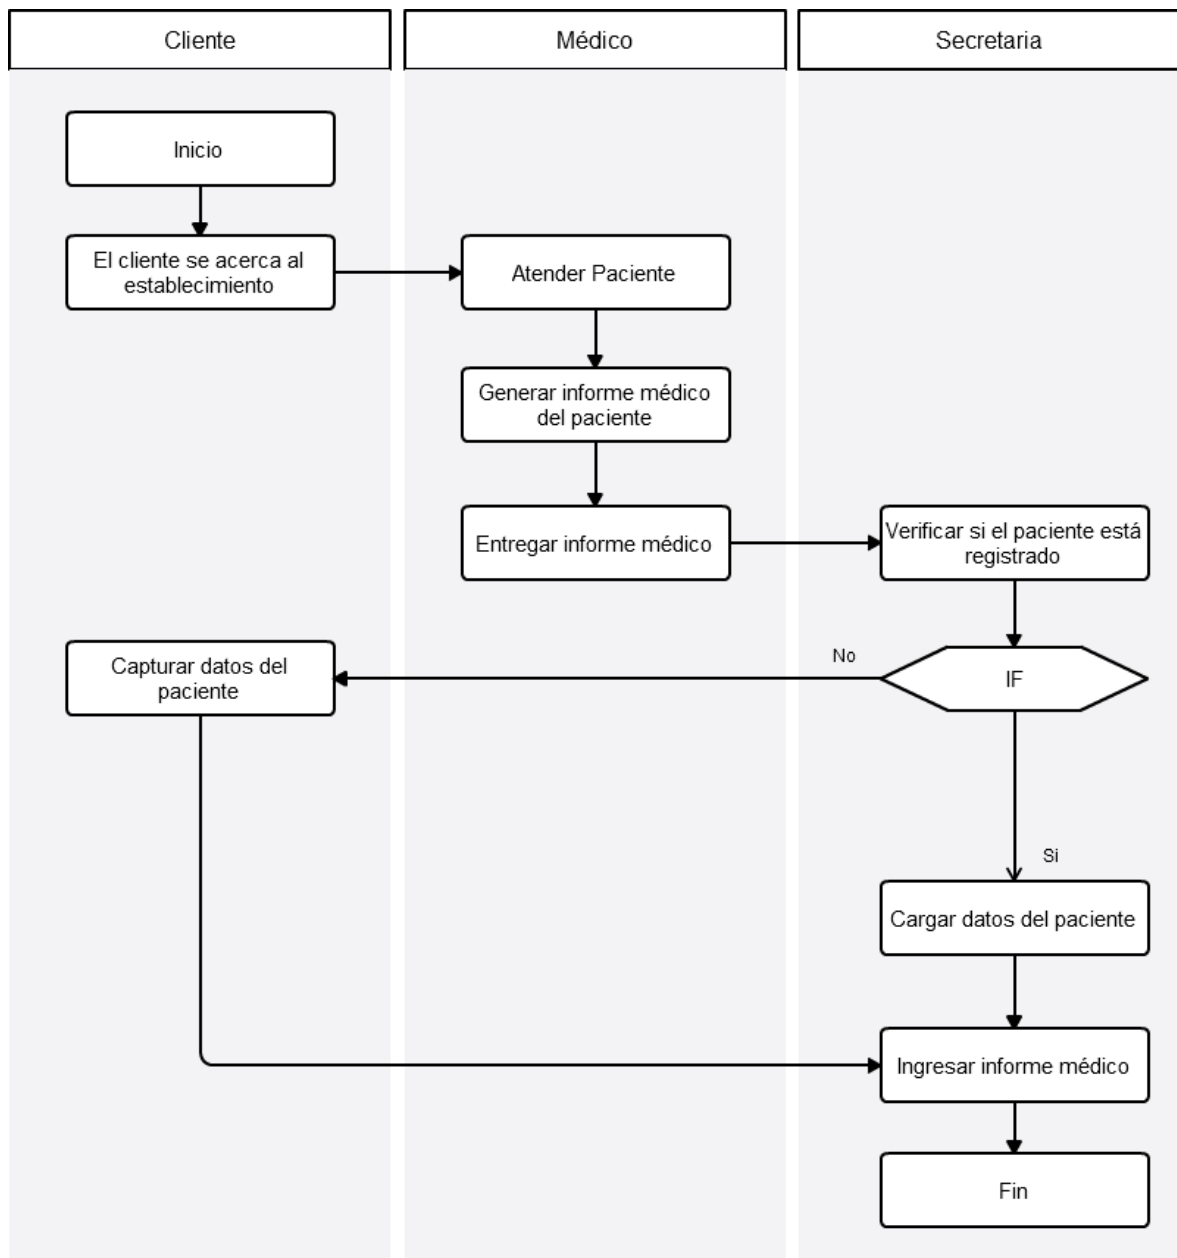 Cliente
Médico
Secretaria
Inicio
El cliente se acerca al
establecimiento
Atender Paciente
Generar informe médico
del paciente
Entregar informe médico
Verificar si el paciente está
registrado
Capturar datos del
paciente
No
IF
Si
Cargar datos del paciente
Ingresar informe médico
Fin